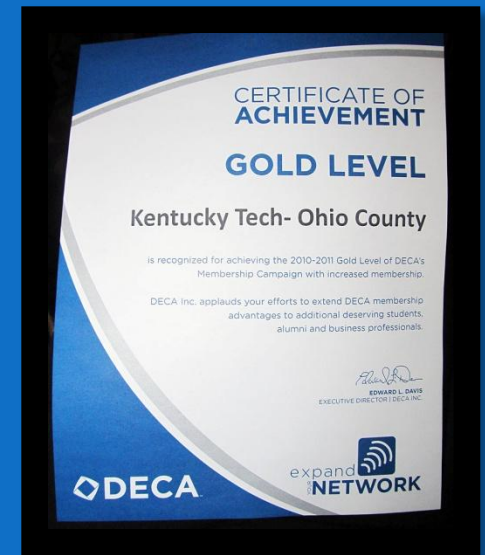 CERTIFICATE OF
ACHIEVEMENT
GOLD LEVEL
Kentucky Tech- Ohio County
is recognized for achieving the 2010-2011 Gold Level of DECA's
Membership Campaign with increased membership.
DECA Inc. applauds your efforts to extend DECA membership
advantages to additional deserving students,
alumni and business professionals.
EDWARD L. DAVIS
EXECUTIVE DIRECTOR | DECA INC.
DECA
expand
YOUR NETWORK